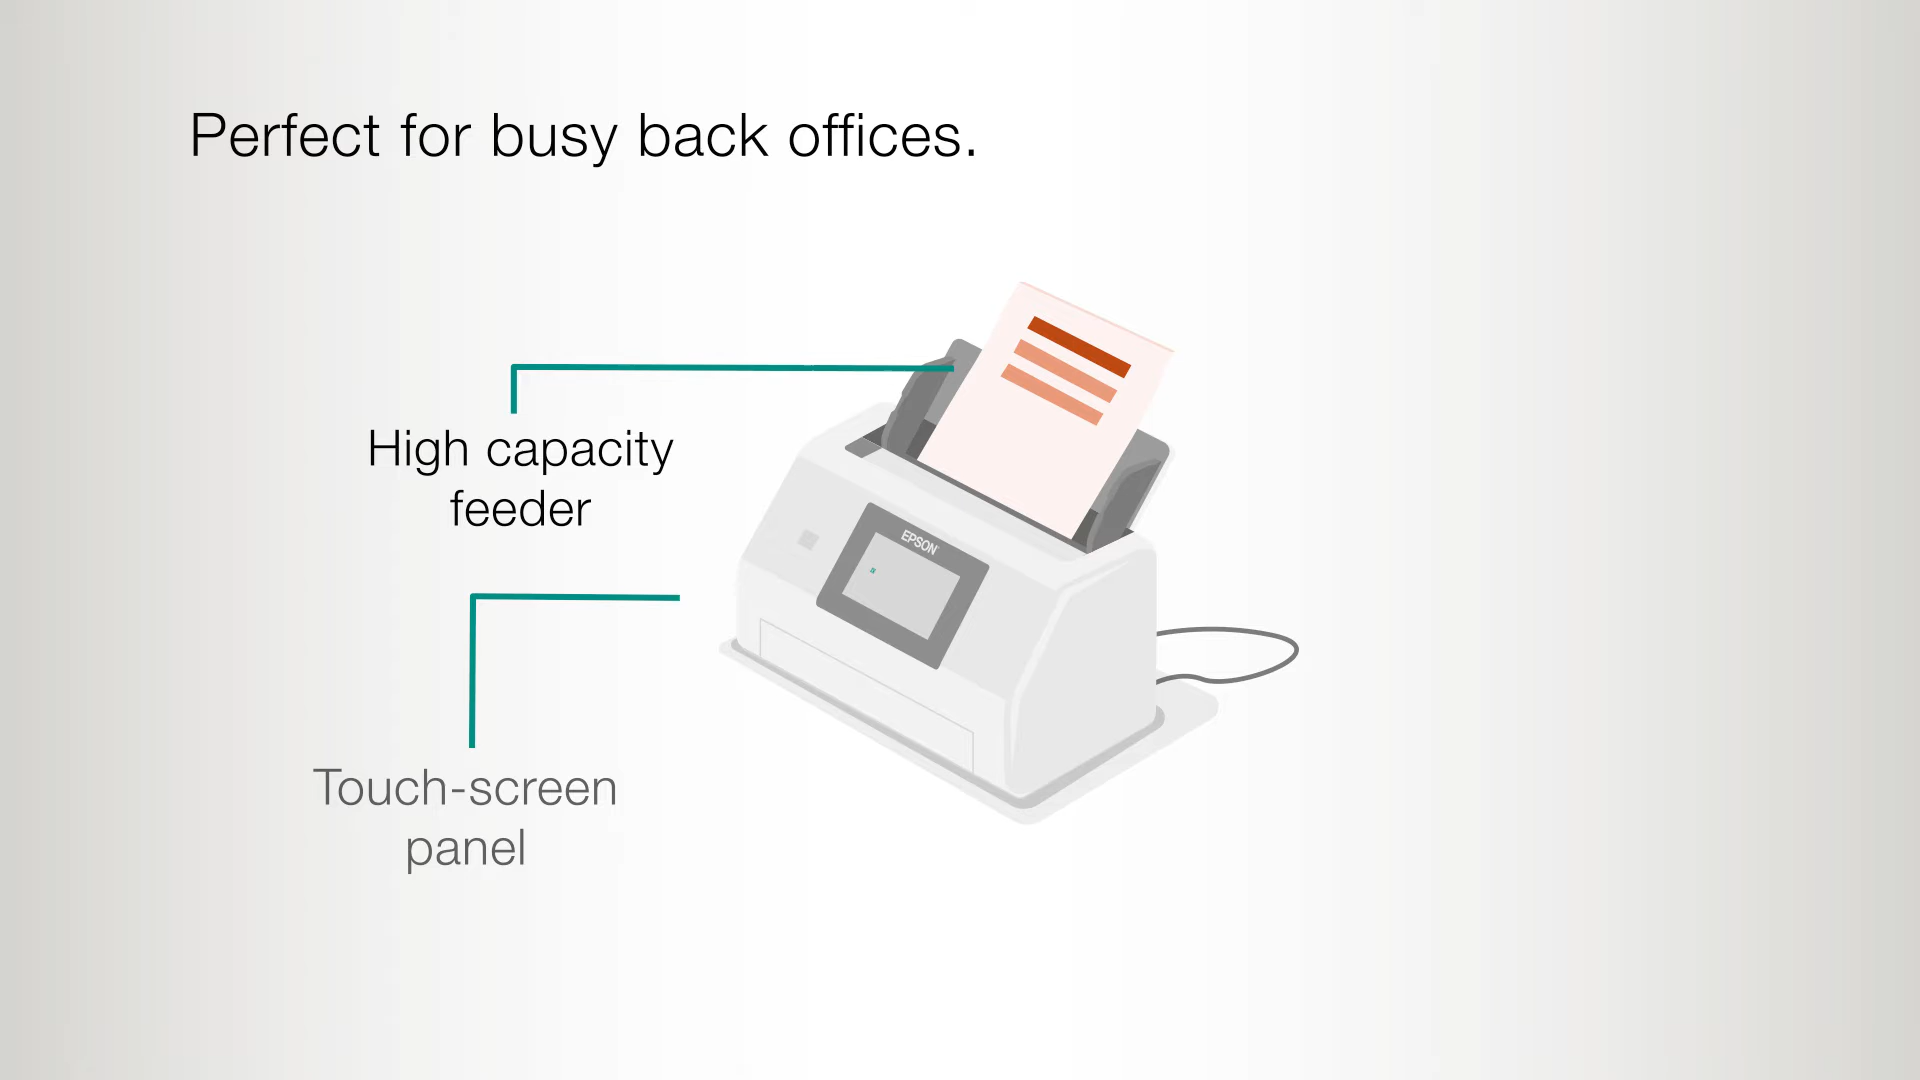 Perfect for busy back offices.
High capacity
feeder
EPSON
Touch-screen
panel